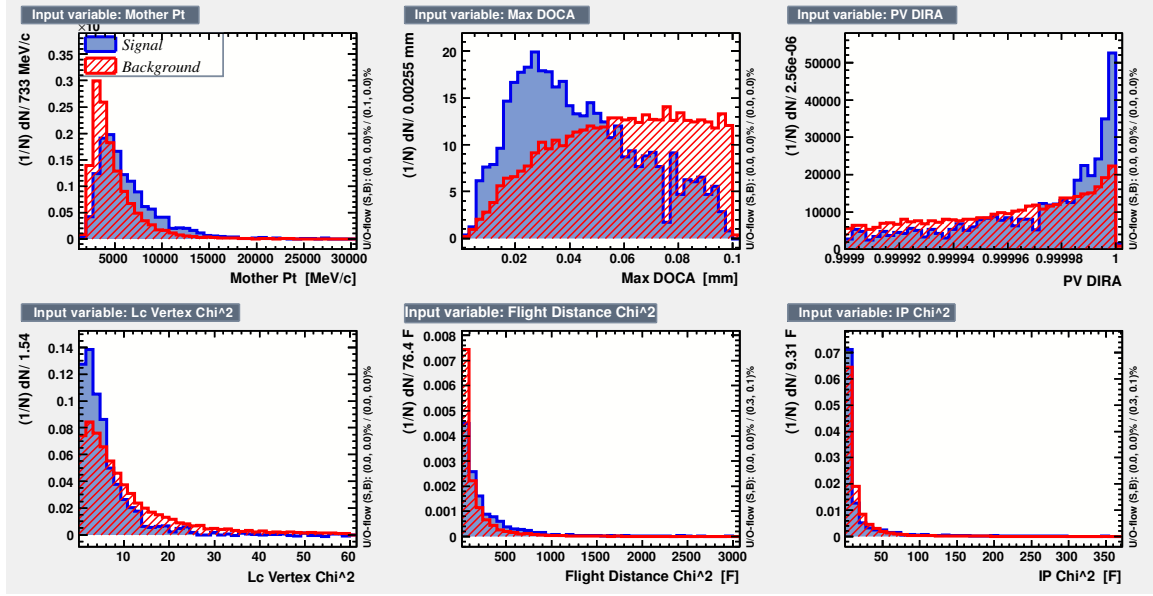 Input variable: Mother Pt
×10
(1/N) dN/ 733 MeV/c
0.35
0.3
0.25
0.2
0.15
0.1
0.05
0
Signal
Background
U/O-flow (S,B): (0.0, 0.0)% / (0.1, 0.0)%
5000 10000 15000 20000 25000 30000
Mother Pt [MeV/c]
Input variable: Max DOCA
(1/N) dN/ 0.00255 mm
20
15
10
5
0
U/O-flow (S,B): (0.0, 0.0)% / (0.0, 0.0)%
0.02 0.04 0.06 0.08 0.1
Max DOCA [mm]
Input variable: PV DIRA
(1/N) dN/ 2.56e-06
50000
40000
30000
20000
10000
0
U/O-flow (S,B): (0.0, 0.0)% / (0.0, 0.0)%
0.9999 0.99992 0.99994 0.99996 0.99998 1
PV DIRA
Input variable: Lc Vertex Chi^2
(1/N) dN/ 1.54
0.14
0.12
0.1
0.08
0.06
0.04
0.02
0
U/O-flow (S,B): (0.0, 0.0)% / (0.0, 0.0)%
10 20 30 40 50 60
Lc Vertex Chi^2
Input variable: Flight Distance Chi^2
(1/N) dN/ 76.4 F
0.008
0.007
0.006
0.005
0.004
0.003
0.002
0.001
0
U/O-flow (S,B): (0.0, 0.0)% / (0.3, 0.1)%
500 1000 1500 2000 2500 3000
Flight Distance Chi^2 [F]
Input variable: IP Chi^2
(1/N) dN/ 9.31 F
0.07
0.06
0.05
0.04
0.03
0.02
0.01
0
U/O-flow (S,B): (0.0, 0.0)% / (0.3, 0.1)%
50 100 150 200 250 300 350
IP Chi^2 [F]